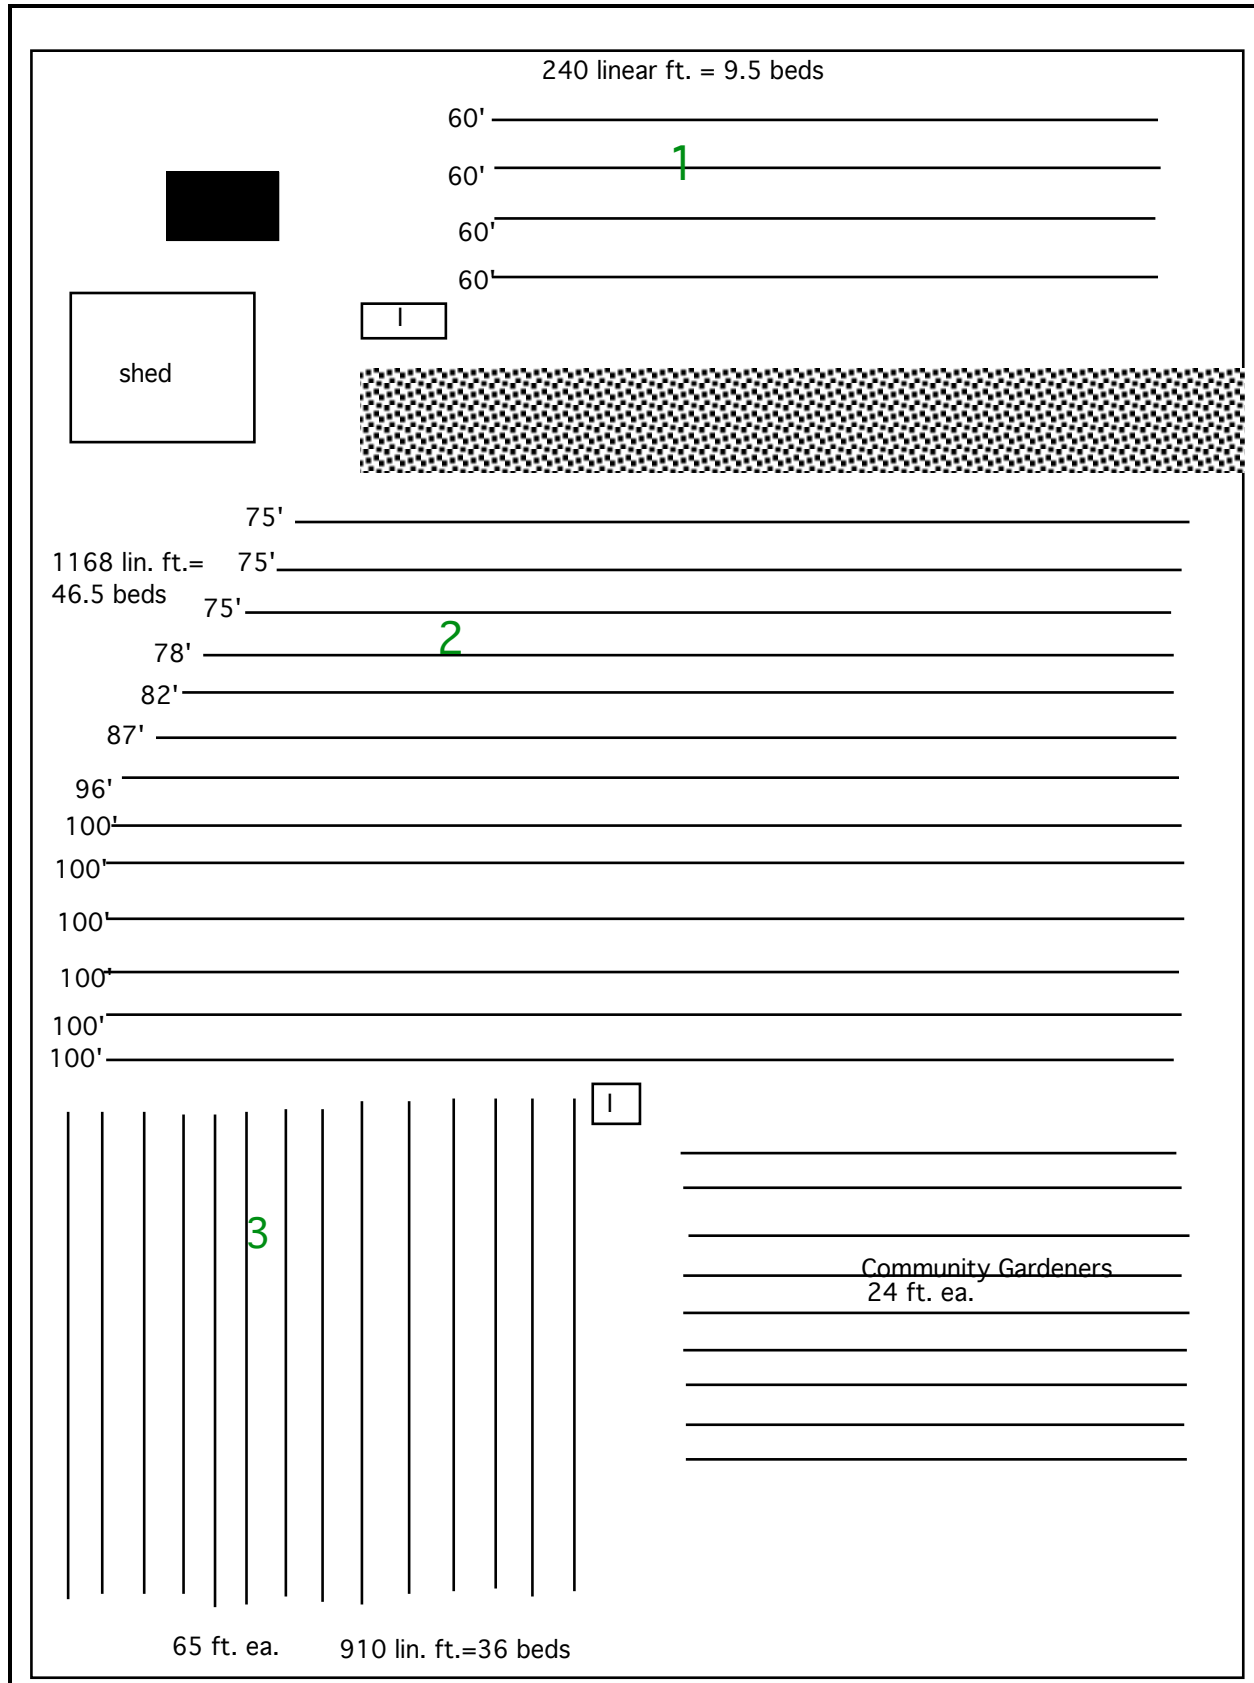 240 linear ft. = 9.5 beds
60'
1
60'
60'
60'
I
shed
75'
1168 lin. ft.=
75'
46.5 beds
75'
2
78'
82'
87'
96'
100'
100'
100'
100'
100'
100'
I
3
Community Gardeners
24 ft. ea.
65 ft. ea.
910 lin. ft.=36 beds